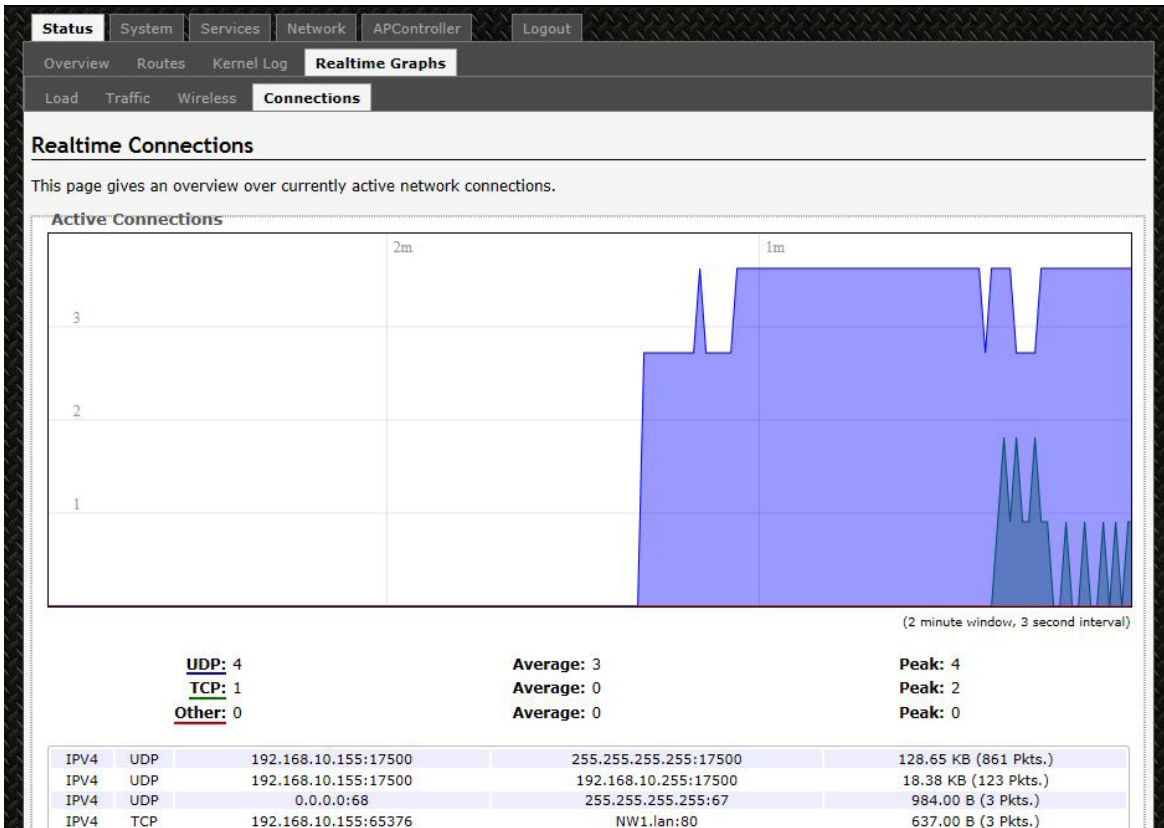 Status System Services Network APController Logout
Overview Routes Kernel Log Realtime Graphs
Load Traffic Wireless Connections
Realtime Connections
This page gives an overview over currently active network connections.
Active Connections
2m 1m
3
2
1
(2 minute window, 3 second interval)
UDP: 4 Average: 3 Peak: 4
TCP: 1 Average: 0 Peak: 2
Other: 0 Average: 0 Peak: 0
IPV4 UDP 192.168.10.155:17500 255.255.255.255:17500 128.65 KB (861 Pkts.)
IPV4 UDP 192.168.10.155:17500 192.168.10.255:17500 18.38 KB (123 Pkts.)
IPV4 UDP 0.0.0.0:68 255.255.255.255:67 984.00 B (3 Pkts.)
IPV4 TCP 192.168.10.155:65376 NW1.lan:80 637.00 B (3 Pkts.)